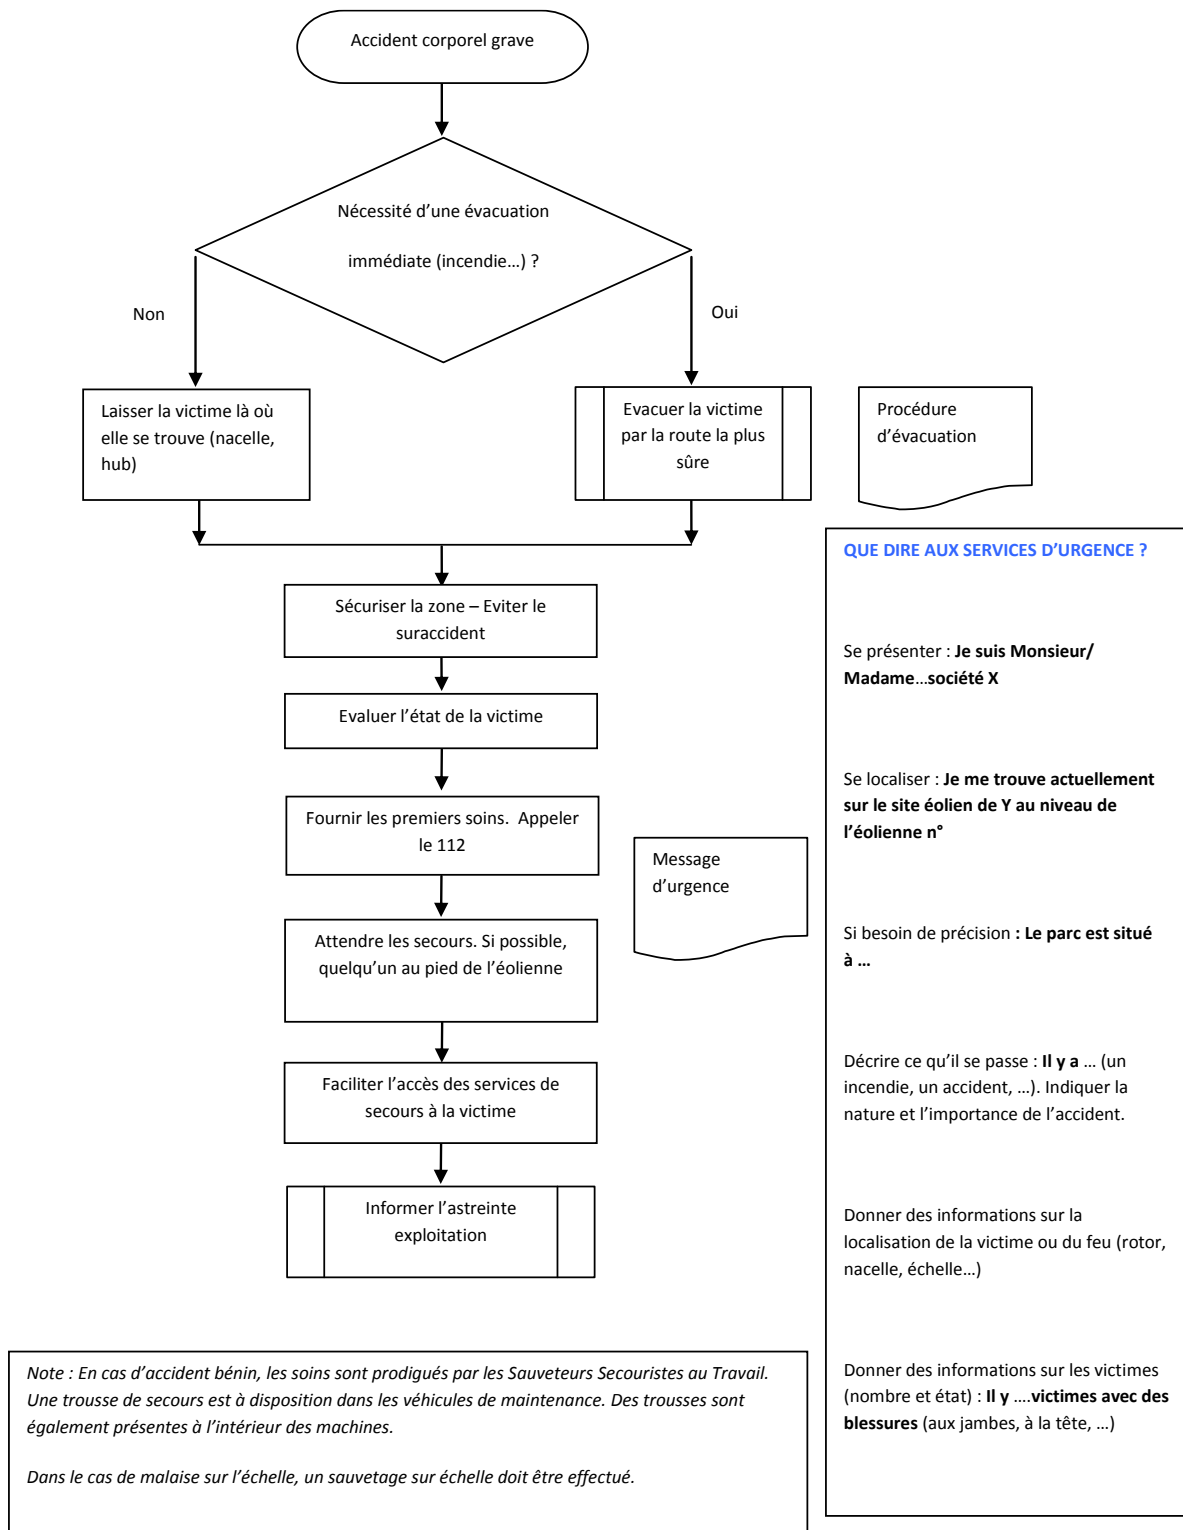 Accident corporel grave
Nécessité d’une évacuation
immédiate (incendie…) ?
Non
Oui
Laisser la victime là où
elle se trouve (nacelle,
hub)
Evacuer la victime
par la route la plus
sûre
Procédure
d’évacuation
Sécuriser la zone – Eviter le
suraccident
Evaluer l’état de la victime
Fournir les premiers soins.  Appeler
le 112
Message
d’urgence
Attendre les secours. Si possible,
quelqu’un au pied de l’éolienne
Faciliter l’accès des services de
secours à la victime
Informer l’astreinte
exploitation
QUE DIRE AUX SERVICES D’URGENCE ?
Se présenter : Je suis Monsieur/
Madame…société X
Se localiser : Je me trouve actuellement
sur le site éolien de Y au niveau de
l’éolienne n°
Si besoin de précision : Le parc est situé
à …
Décrire ce qu’il se passe : Il y a … (un
incendie, un accident, …). Indiquer la
nature et l’importance de l’accident.
Donner des informations sur la
localisation de la victime ou du feu (rotor,
nacelle, échelle…)
Donner des informations sur les victimes
(nombre et état) : Il y ….victimes avec des
blessures (aux jambes, à la tête, …)
Note : En cas d’accident bénin, les soins sont prodigués par les Sauveteurs Secouristes au Travail.
Une trousse de secours est à disposition dans les véhicules de maintenance. Des trousses sont
également présentes à l’intérieur des machines.
Dans le cas de malaise sur l’échelle, un sauvetage sur échelle doit être effectué.